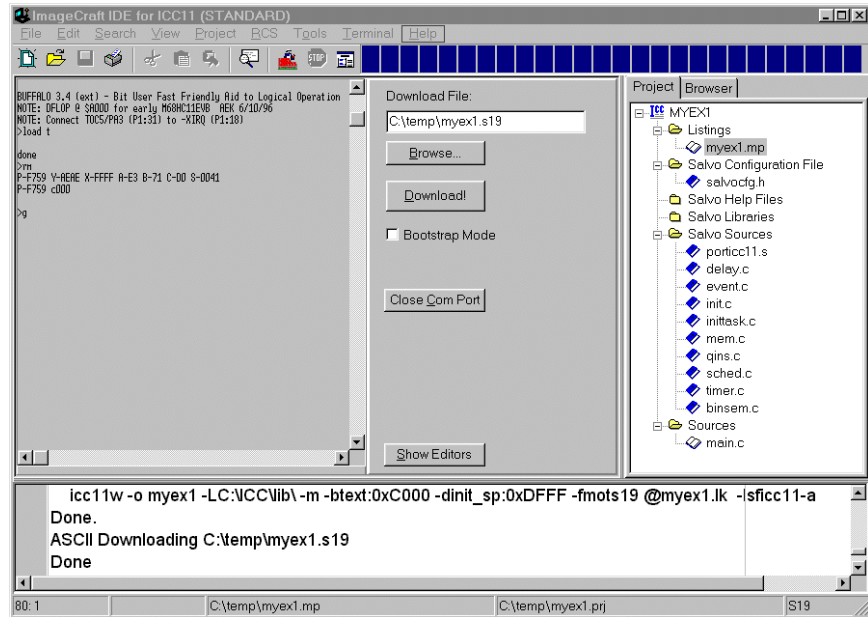 ImageCraft IDE for ICC11 (STANDARD)
File Edit Search View Project RCS Tools Terminal Help
STOP
BUFFALO 3.4 (ext) - Bit User Fast Friendly Aid to Logical Operation
NOTE: DFLOP @ $A000 for early M68HC11EVB AEK 6/10/96
NOTE: Connect TOC5/PA3 (P1:31) to -XIRQ (P1:18)
>load t
done
>rm
P-F759 Y-AEAE X-FFFF A-E3 B-71 C-D0 S-0041
P-F759 c000
>g
Download File:
C:\temp\myex1.s19
Browse...
Download!
Bootstrap Mode
Close Com Port
Show Editors
Project Browser
ICC MYEX1
Listings
myex1.mp
Salvo Configuration File
salvocfg.h
Salvo Help Files
Salvo Libraries
Salvo Sources
porticc11.s
delay.c
event.c
init.c
inittask.c
mem.c
qins.c
sched.c
timer.c
binsem.c
Sources
main.c
icc11w -o myex1 -LC:\ICC\lib\ -m -btext:0xC000 -dinit_sp:0xDFFF -fmots19 @myex1.lk -lsficc11-a
Done.
ASCII Downloading C:\temp\myex1.s19
Done
80: 1 C:\temp\myex1.mp C:\temp\myex1.prj S19